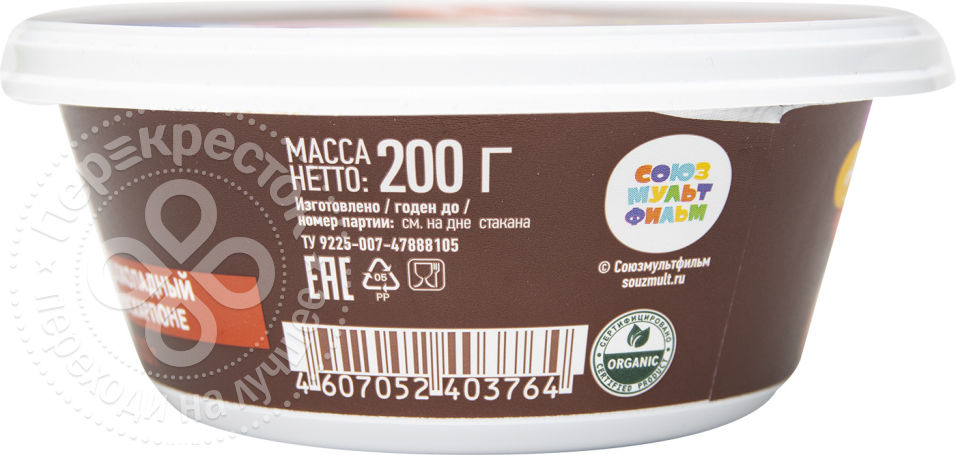 МАССА
НЕТТО: 200 Г
Изготовлено / годен до /
номер партии: см. на дне стакана
ТУ 9225-007-47888105
EAC
05
PP
4 607052 403764
СОЮЗ
МУЛЬТ
ФИЛЬМ
© Союзмультфильм
souzmult.ru
СЕРТИФИЦИРОВАНО
ORGANIC
CERTIFIED PRODUCT
Перекресток
переходи на лучшее